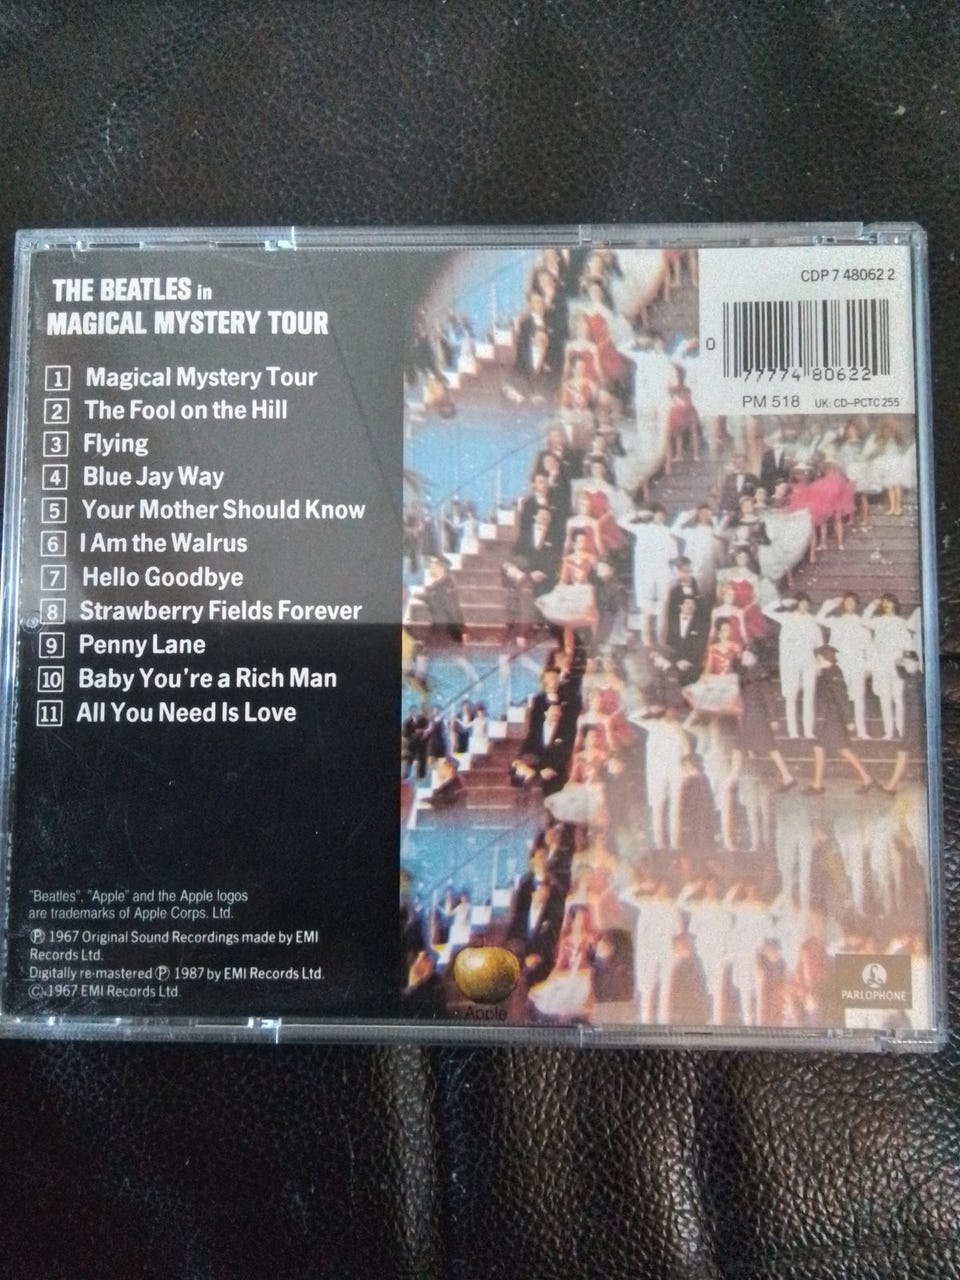 THE BEATLES in
MAGICAL MYSTERY TOUR
1 Magical Mystery Tour
2 The Fool on the Hill
3 Flying
4 Blue Jay Way
5 Your Mother Should Know
6 I Am the Walrus
7 Hello Goodbye
8 Strawberry Fields Forever
9 Penny Lane
10 Baby You're a Rich Man
11 All You Need Is Love
"Beatles", "Apple" and the Apple logos
are trademarks of Apple Corps. Ltd.
Ⓟ 1967 Original Sound Recordings made by EMI
Records Ltd.
Digitally re-mastered Ⓟ 1987 by EMI Records Ltd.
© 1967 EMI Records Ltd.
CDP 7 48062 2
0 77774 80622
PM 518 UK: CD-PCTC 255
Apple
PARLOPHONE